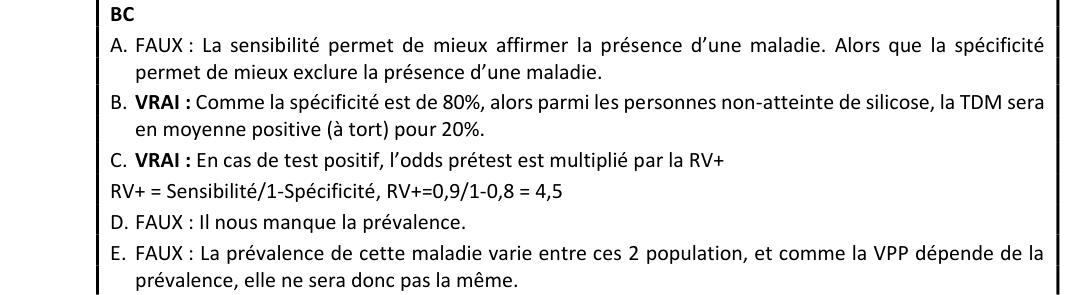 BC
A. FAUX : La sensibilité permet de mieux affirmer la présence d'une maladie. Alors que la spécificité
permet de mieux exclure la présence d'une maladie.
B. VRAI : Comme la spécificité est de 80%, alors parmi les personnes non-atteinte de silicose, la TDM sera
en moyenne positive (à tort) pour 20%.
C. VRAI : En cas de test positif, l'odds prétest est multiplié par la RV+
RV+ = Sensibilité/1-Spécificité, RV+=0,9/1-0,8 = 4,5
D. FAUX : Il nous manque la prévalence.
E. FAUX : La prévalence de cette maladie varie entre ces 2 population, et comme la VPP dépende de la
prévalence, elle ne sera donc pas la même.